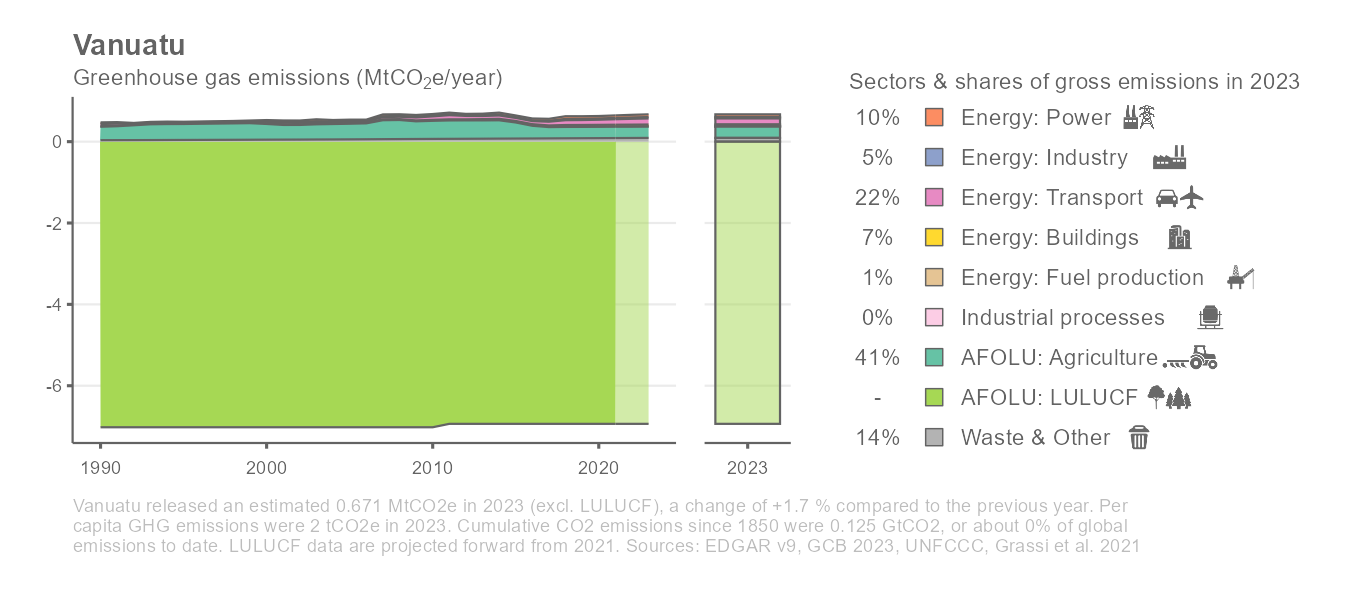 Vanuatu
Greenhouse gas emissions (MtCO₂e/year)
0
-2
-4
-6
1990
2000
2010
2020
2023
Sectors & shares of gross emissions in 2023
10% Energy: Power
5% Energy: Industry
22% Energy: Transport
7% Energy: Buildings
1% Energy: Fuel production
0% Industrial processes
41% AFOLU: Agriculture
- AFOLU: LULUCF
14% Waste & Other
Vanuatu released an estimated 0.671 MtCO2e in 2023 (excl. LULUCF), a change of +1.7 % compared to the previous year. Per
capita GHG emissions were 2 tCO2e in 2023. Cumulative CO2 emissions since 1850 were 0.125 GtCO2, or about 0% of global
emissions to date. LULUCF data are projected forward from 2021. Sources: EDGAR v9, GCB 2023, UNFCCC, Grassi et al. 2021